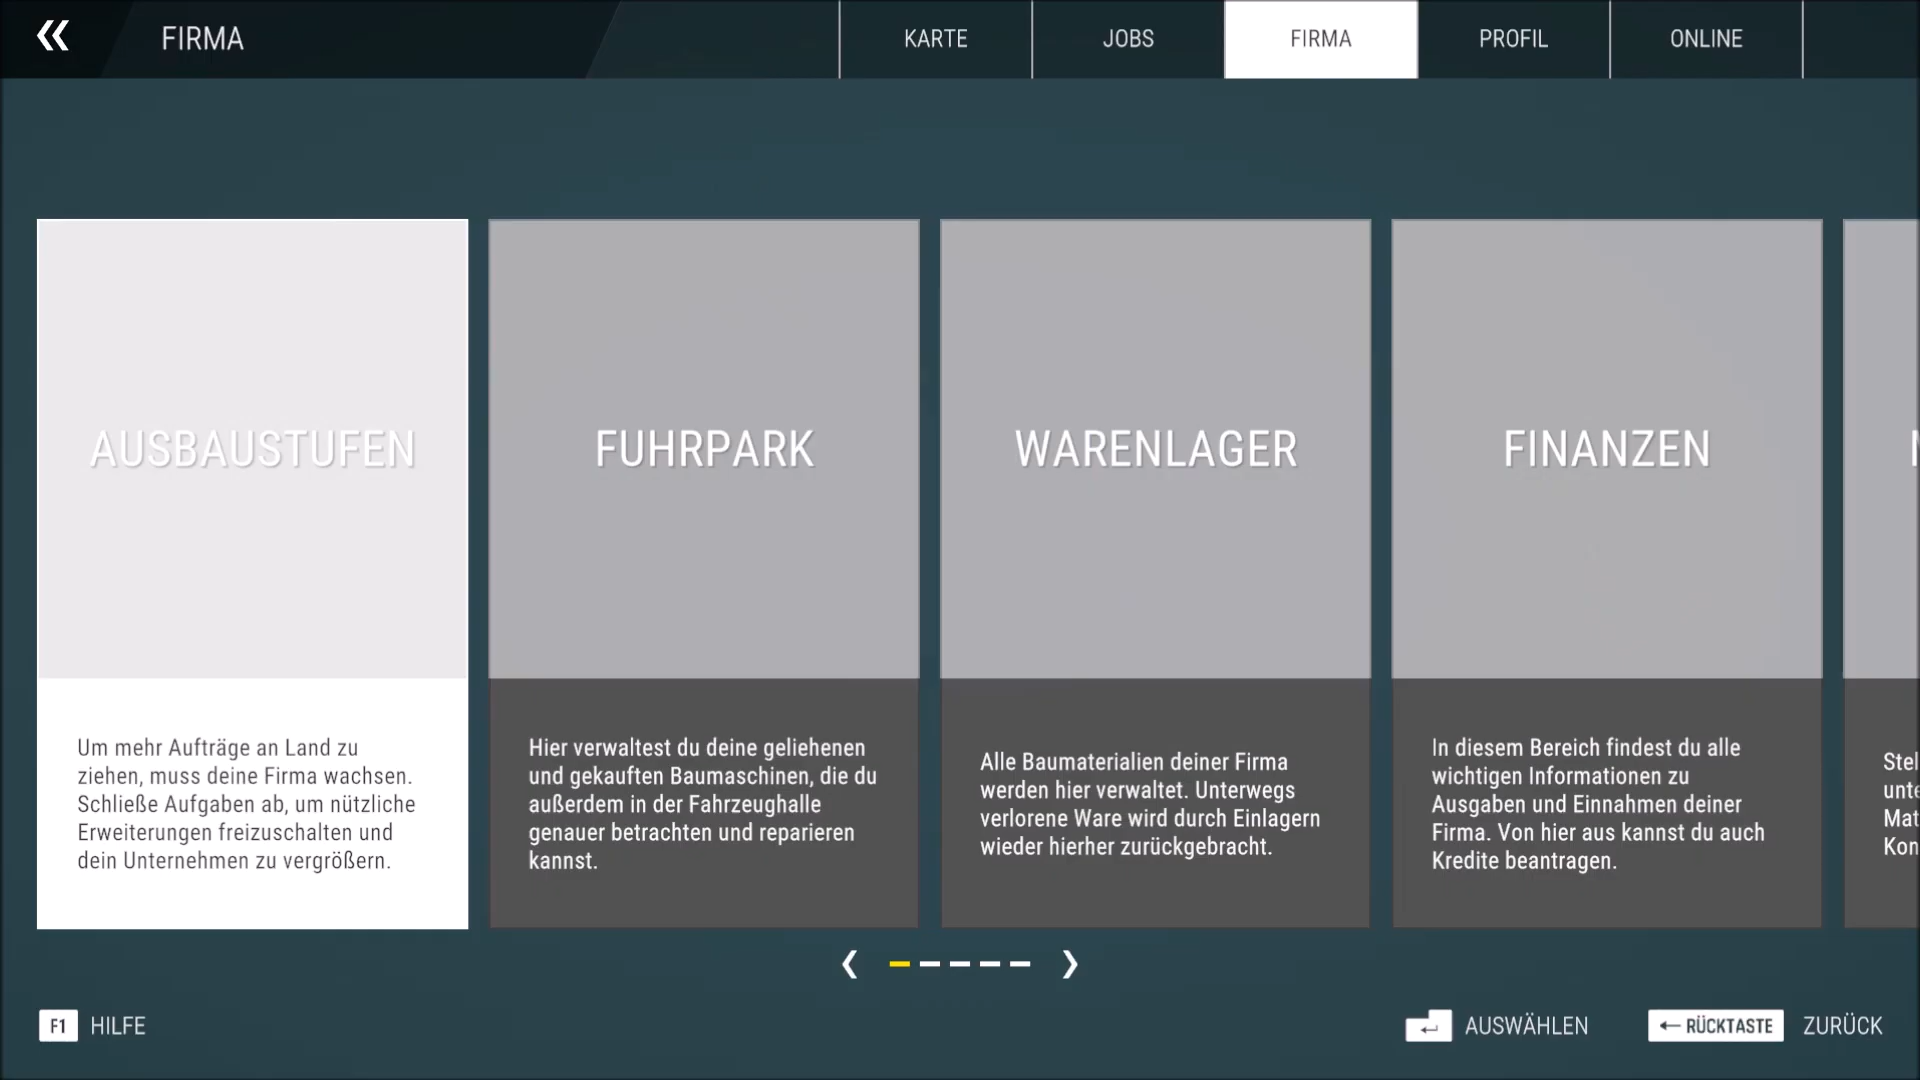 FIRMA
KARTE
JOBS
FIRMA
PROFIL
ONLINE
AUSBAUSTUFEN
Um mehr Aufträge an Land zu
ziehen, muss deine Firma wachsen.
Schließe Aufgaben ab, um nützliche
Erweiterungen freizuschalten und
dein Unternehmen zu vergrößern.
FUHRPARK
Hier verwaltest du deine geliehenen
und gekauften Baumaschinen, die du
außerdem in der Fahrzeughalle
genauer betrachten und reparieren
kannst.
WARENLAGER
Alle Baumaterialien deiner Firma
werden hier verwaltet. Unterwegs
verlorene Ware wird durch Einlagern
wieder hierher zurückgebracht.
FINANZEN
In diesem Bereich findest du alle
wichtigen Informationen zu
Ausgaben und Einnahmen deiner
Firma. Von hier aus kannst du auch
Kredite beantragen.
Stel
unte
Mat
Kon
F1 HILFE
AUSWÄHLEN
← RÜCKTASTE ZURÜCK